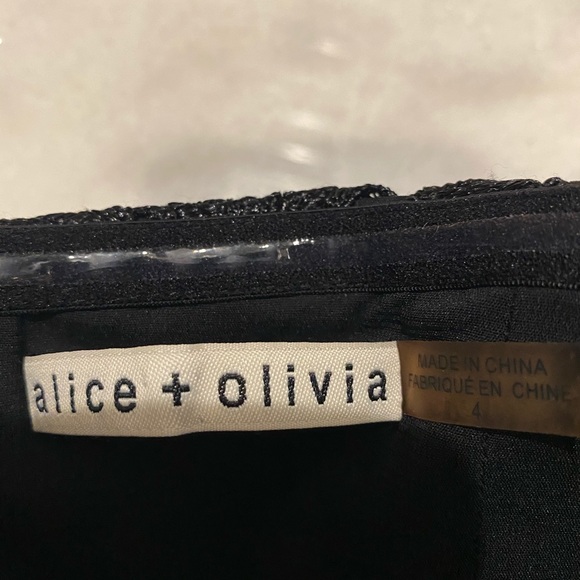 alice + olivia
MADE IN CHINA
FABRIQUÉ EN CHINE
4